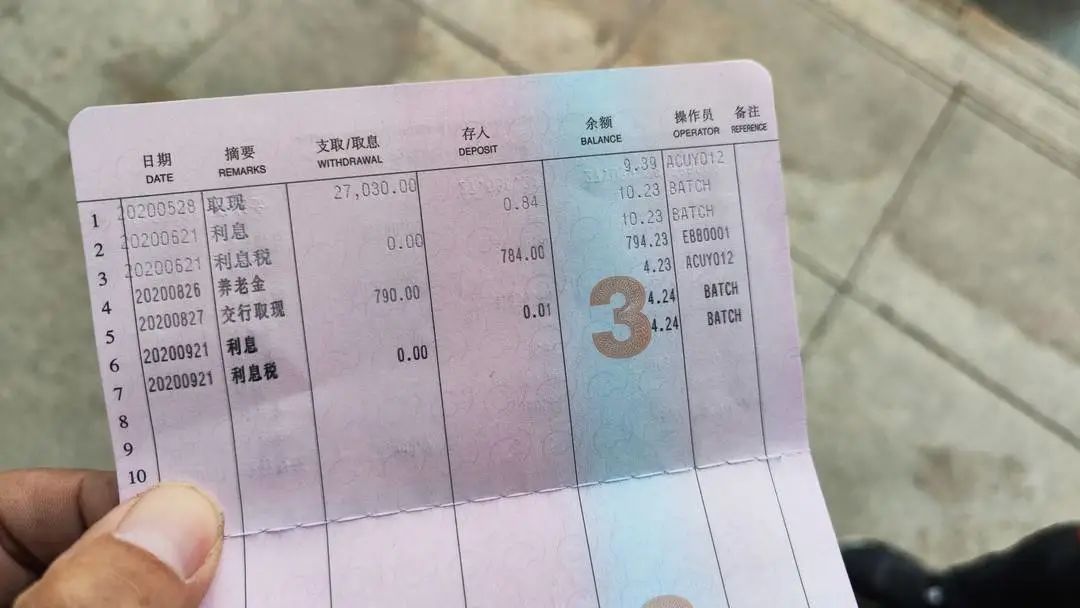 日期 摘要 支取/取息 存入 余额 操作员 备注
DATE REMARKS WITHDRAWAL DEPOSIT BALANCE OPERATOR REFERENCE
1 20200528 取现 27,030.00 9.39 ACUY012
2 20200621 利息 0.84 10.23 BATCH
3 20200621 利息税 0.00 10.23 BATCH
4 20200826 养老金 784.00 794.23 EBB0001
5 20200827 交行取现 790.00 4.23 ACUY012
6 20200921 利息 0.01 4.24 BATCH
7 20200921 利息税 0.00 4.24 BATCH
8
9
10
3